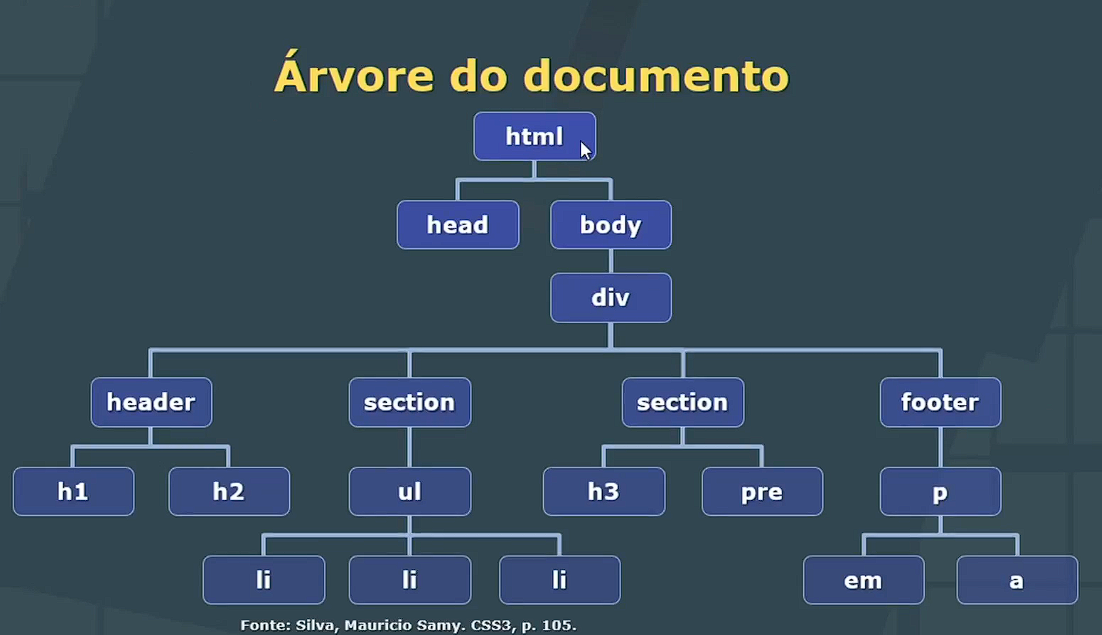 Árvore do documento
html
head body
div
header section section footer
h1 h2 ul h3 pre p
li li li em a
Fonte: Silva, Mauricio Samy. CSS3, p. 105.